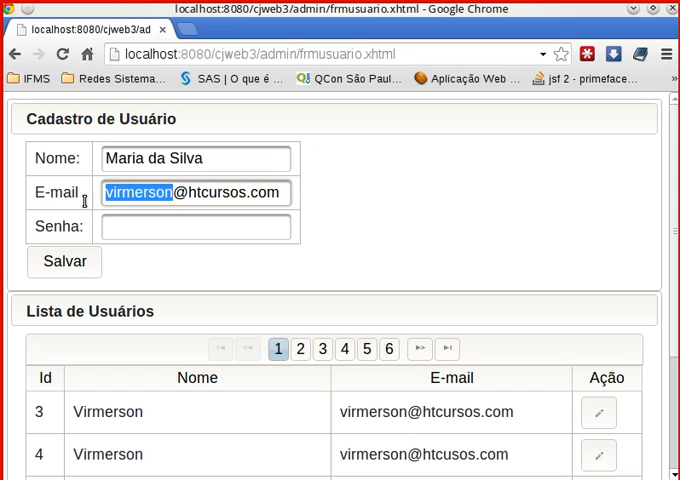 localhost:8080/cjweb3/admin/frmusuario.xhtml - Google Chrome
localhost:8080/cjweb3/ad
localhost:8080/cjweb3/admin/frmusuario.xhtml
IFMS Redes Sistema... SAS | O que é ... QCon São Paul... Aplicação Web ... jsf 2 - primeface... »
Cadastro de Usuário
Nome: Maria da Silva
E-mail virmerson@htcursos.com
Senha:
Salvar
Lista de Usuários
1 2 3 4 5 6
Id Nome E-mail Ação
3 Virmerson virmerson@htcursos.com
4 Virmerson virmerson@htcusos.com